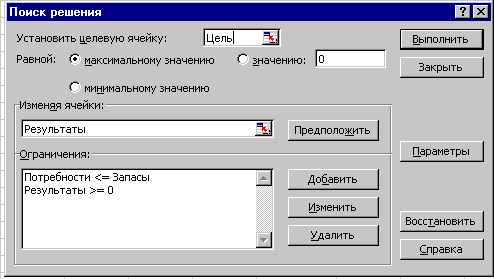 Поиск решения
Установить целевую ячейку: Цель
Выполнить
Равной: максимальному значению значению: 0
Закрыть
минимальному значению
Изменяя ячейки:
Результаты
Предположить
Ограничения:
Параметры
Потребности <= Запасы
Результаты >= 0
Добавить
Изменить
Удалить
Восстановить
Справка